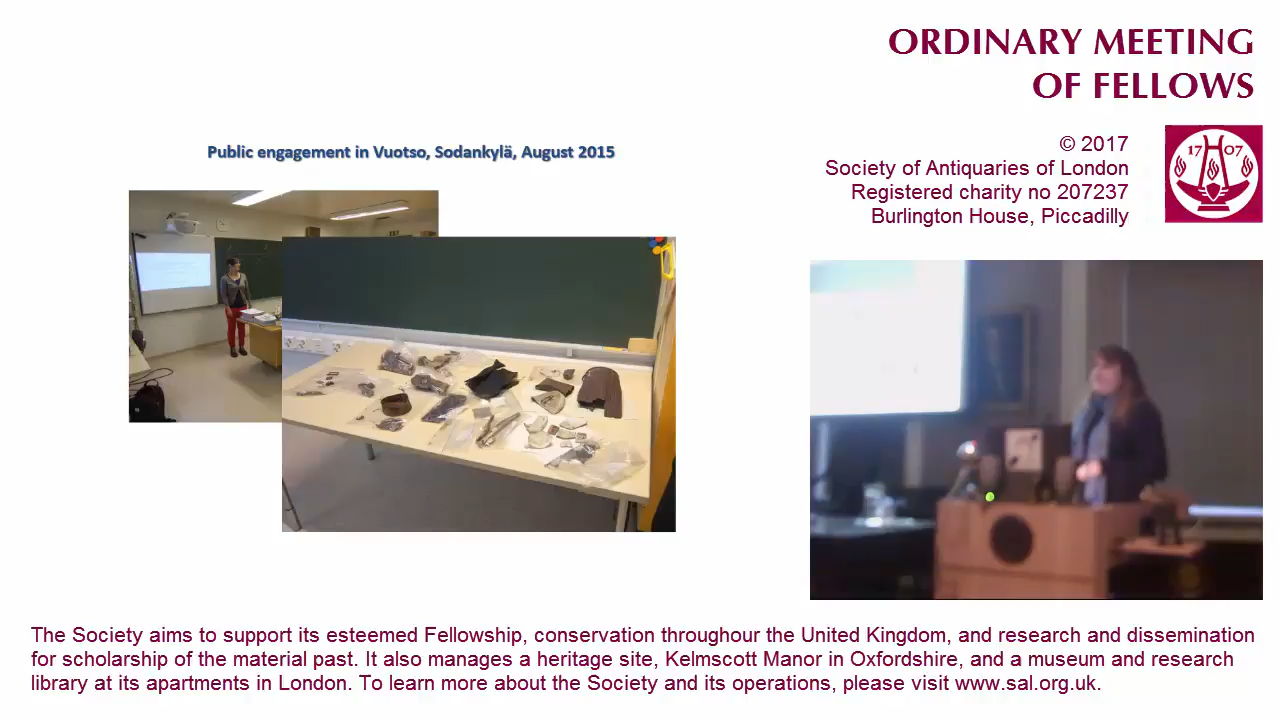 ORDINARY MEETING
OF FELLOWS
Public engagement in Vuotso, Sodankylä, August 2015
© 2017
Society of Antiquaries of London
Registered charity no 207237
Burlington House, Piccadilly
17 07
The Society aims to support its esteemed Fellowship, conservation throughour the United Kingdom, and research and dissemination
for scholarship of the material past. It also manages a heritage site, Kelmscott Manor in Oxfordshire, and a museum and research
library at its apartments in London. To learn more about the Society and its operations, please visit www.sal.org.uk.